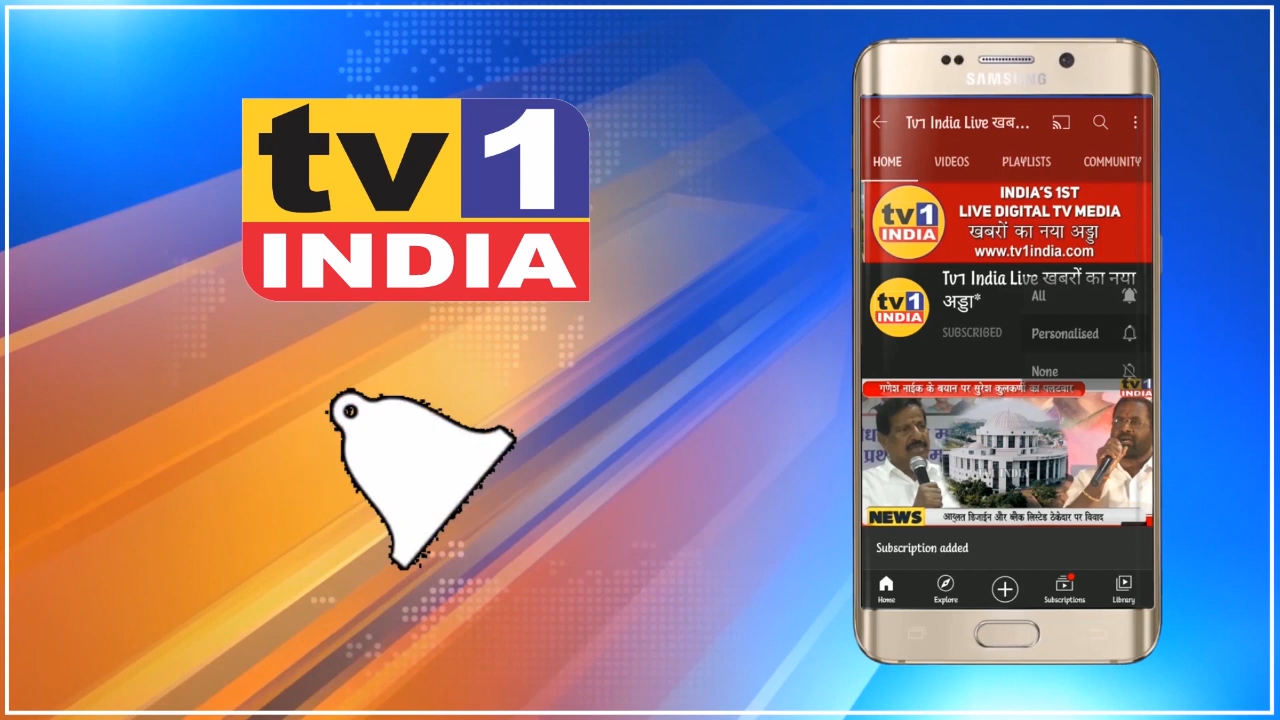 tv1
INDIA
SAMSUNG
Tv1 India Live खब...
HOME VIDEOS PLAYLISTS COMMUNITY
tv1
INDIA
INDIA'S 1ST
LIVE DIGITAL TV MEDIA
खबरों का नया अड्डा
www.tv1india.com
tv1
INDIA
Tv1 India Live खबरों का नया
अड्डा*
SUBSCRIBED
All
Personalised
None
गणेश नाईक के बयान पर सुरेश कुलकर्णी का पलटवार
tv1
INDIA
NEWS
डिजाईन और ब्लैक लिस्टेड ठेकेदार पर विवाद
Subscription added
Home Explore Subscriptions Library